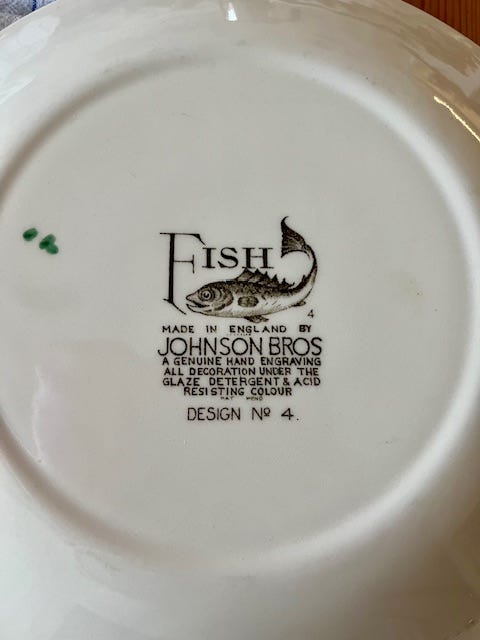 FISH
4
MADE IN ENGLAND BY
JOHNSON BROS
A GENUINE HAND ENGRAVING
ALL DECORATION UNDER THE
GLAZE DETERGENT & ACID
RESISTING COLOUR
DESIGN Nº 4.